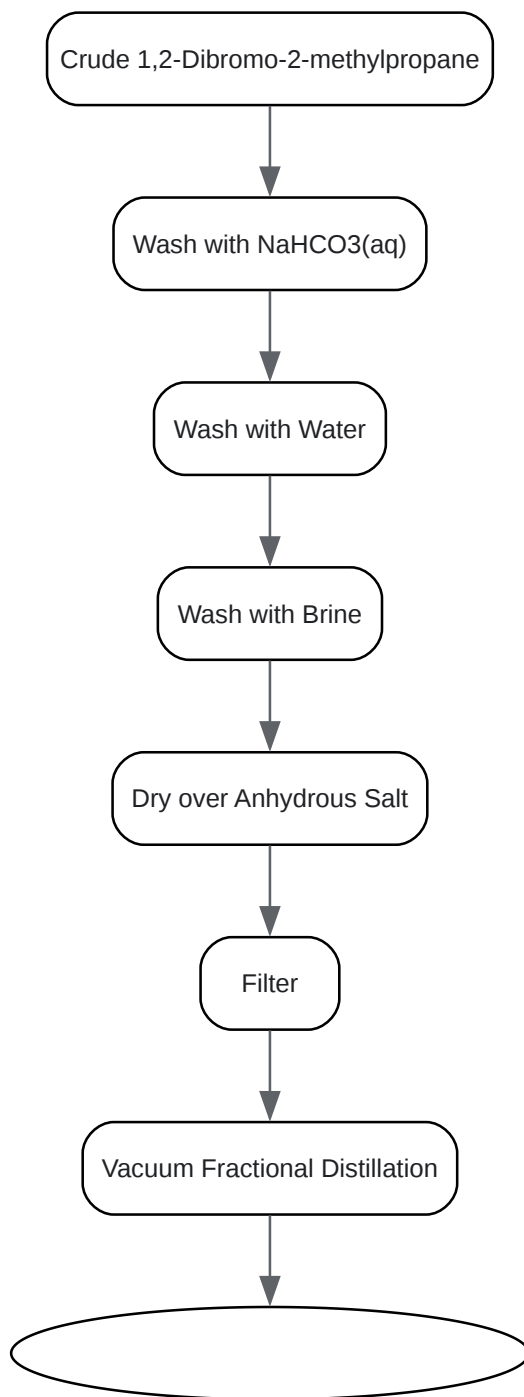 Crude 1,2-Dibromo-2-methylpropane
Wash with NaHCO3(aq)
Wash with Water
Wash with Brine
Dry over Anhydrous Salt
Filter
Vacuum Fractional Distillation